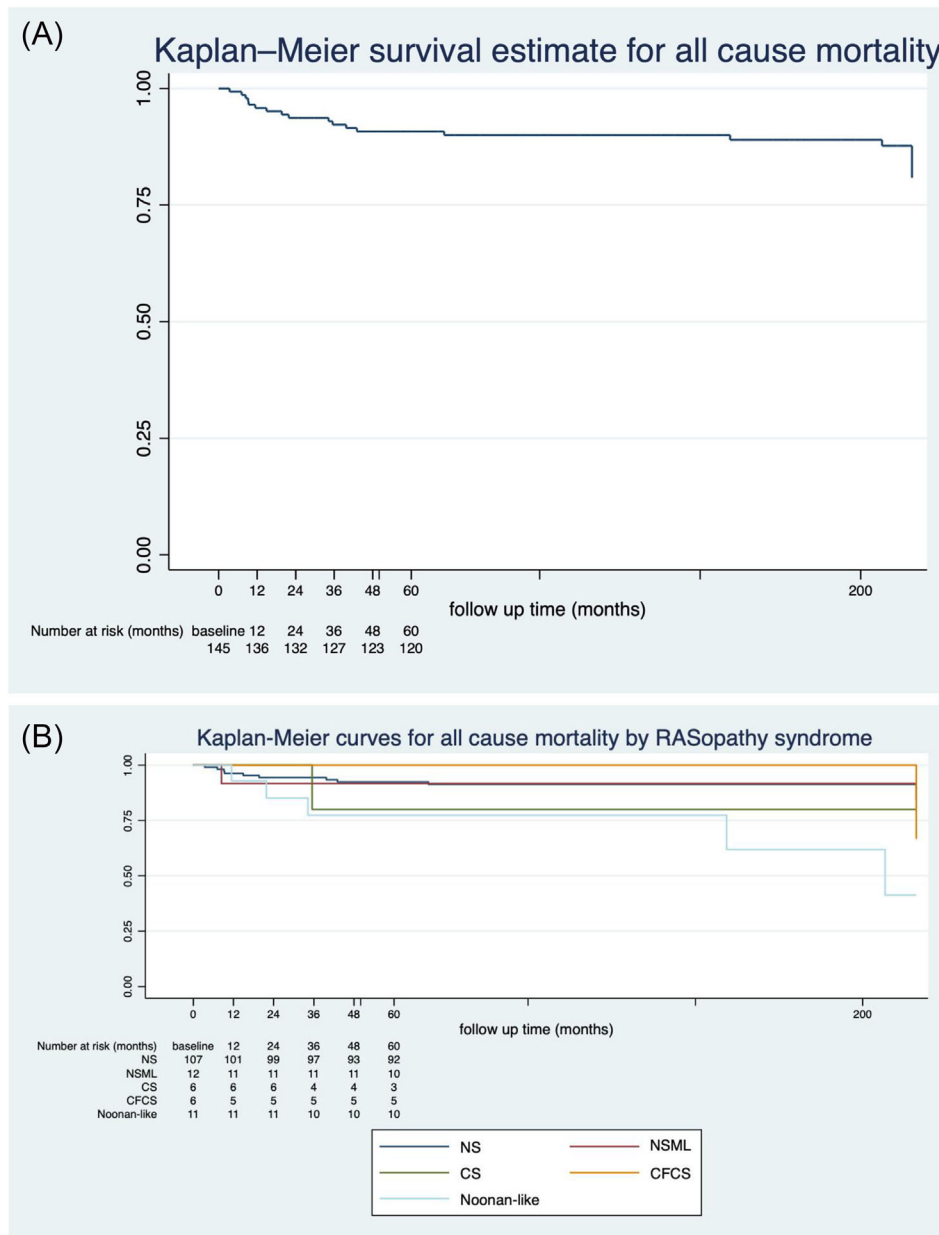 (A)
Kaplan–Meier survival estimate for all cause mortality
1.00
0.75
0.50
0.25
0.00
0 12 24 36 48 60 200
follow up time (months)
Number at risk (months) baseline 12 24 36 48 60
145 136 132 127 123 120
(B)
Kaplan-Meier curves for all cause mortality by RASopathy syndrome
1.00
0.75
0.50
0.25
0.00
0 12 24 36 48 60 200
follow up time (months)
Number at risk (months) baseline 12 24 36 48 60
NS 107 101 99 97 93 92
NSML 12 11 11 11 11 10
CS 6 6 6 4 4 3
CFCS 6 5 5 5 5 5
Noonan-like 11 11 11 10 10 10
NS NSML
CS CFCS
Noonan-like